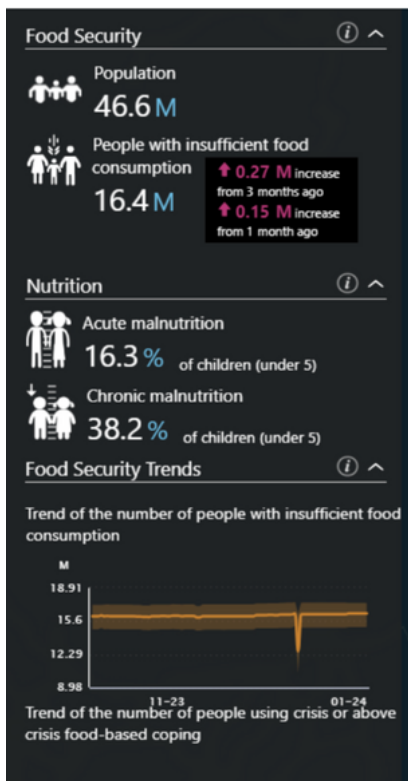 Food Security
Population
46.6 M
People with insufficient food
consumption
16.4 M
0.27 M increase
from 3 months ago
0.15 M increase
from 1 month ago
Nutrition
Acute malnutrition
16.3 % of children (under 5)
Chronic malnutrition
38.2 % of children (under 5)
Food Security Trends
Trend of the number of people with insufficient food
consumption
M
18.91
15.6
12.29
8.98
11-23 01-24
Trend of the number of people using crisis or above
crisis food-based coping